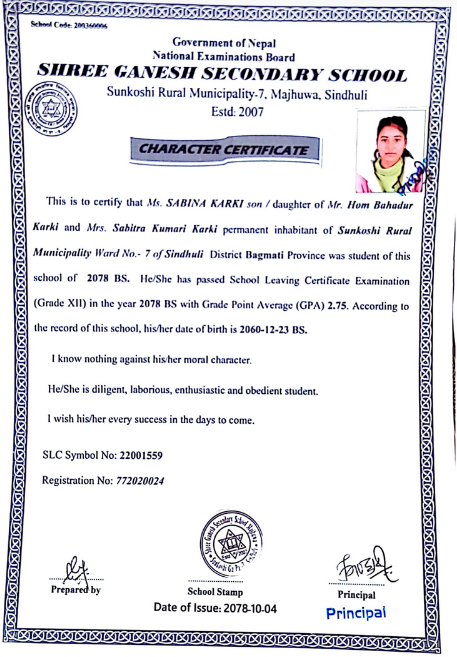 School Code: 200360006
Government of Nepal
National Examinations Board
SHREE GANESH SECONDARY SCHOOL
Sunkoshi Rural Municipality-7, Majhuwa, Sindhuli
Estd: 2007
CHARACTER CERTIFICATE
This is to certify that Ms. SABINA KARKI son / daughter of Mr. Hom Bahadur
Karki and Mrs. Sabitra Kumari Karki permanent inhabitant of Sunkoshi Rural
Municipality Ward No.- 7 of Sindhuli District Bagmati Province was student of this
school of 2078 BS. He/She has passed School Leaving Certificate Examination
(Grade XII) in the year 2078 BS with Grade Point Average (GPA) 2.75. According to
the record of this school, his/her date of birth is 2060-12-23 BS.
I know nothing against his/her moral character.
He/She is diligent, laborious, enthusiastic and obedient student.
I wish his/her every success in the days to come.
SLC Symbol No: 22001559
Registration No: 772020024
Shree Ganesh Secondary School
Prepared by
School Stamp
Principal
Date of Issue: 2078-10-04
Principal